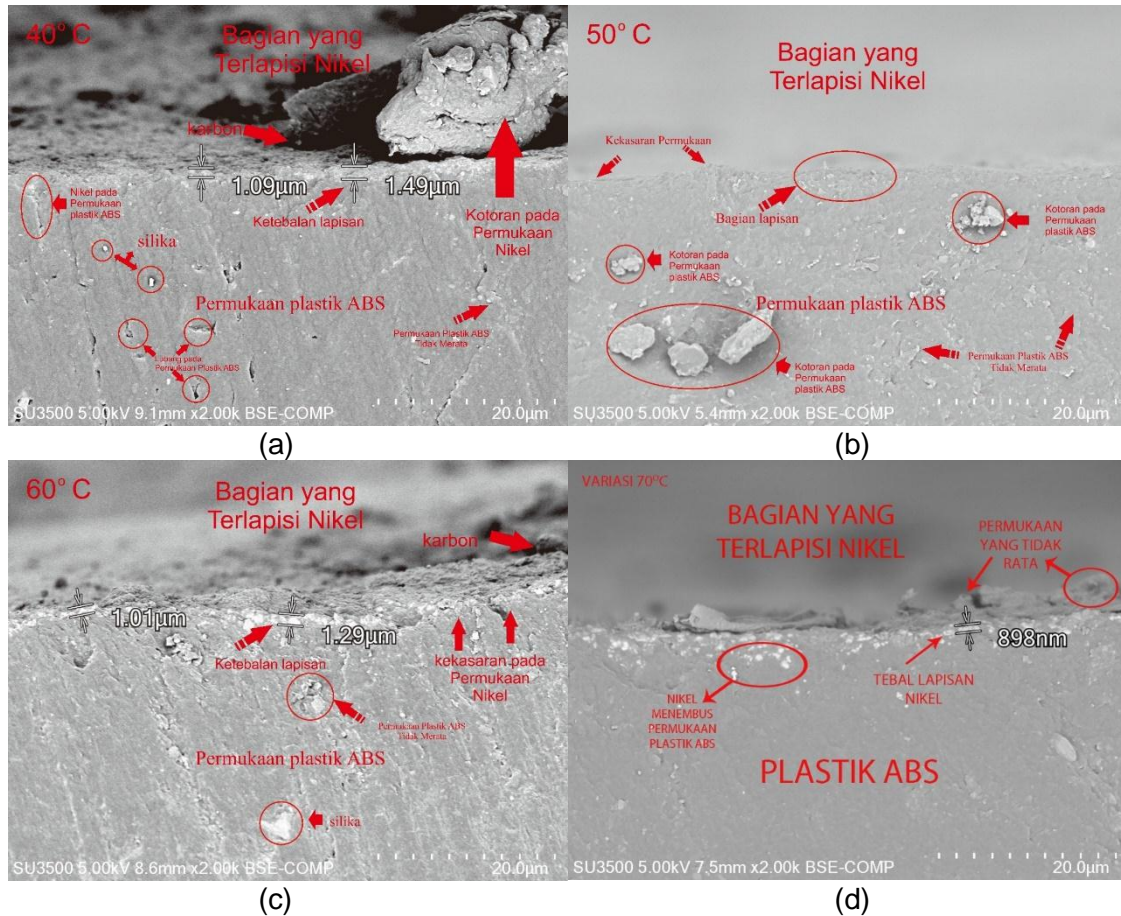 40° C
Bagian yang
Terlapisi Nikel
karbon
1.09µm
1.49µm
Nikel pada
Permukaan
plastik ABS
Ketebalan lapisan
Kotoran pada
Permukaan
Nikel
silika
Permukaan plastik ABS
Permukaan Plastik ABS
Tidak Merata
Lubang pada
Permukaan Plastik ABS
SU3500 5.00kV 9.1mm x2.00k BSE-COMP
20.0µm
(a)
50° C
Bagian yang
Terlapisi Nikel
Kekasaran Permukaan
Bagian lapisan
Kotoran pada
Permukaan
plastik ABS
Kotoran pada
Permukaan
plastik ABS
Permukaan plastik ABS
Permukaan Plastik ABS
Tidak Merata
Kotoran pada
Permukaan
plastik ABS
SU3500 5.00kV 5.4mm x2.00k BSE-COMP
20.0µm
(b)
60° C
Bagian yang
Terlapisi Nikel
karbon
1.01µm
1.29µm
Ketebalan lapisan
kekasaran pada
Permukaan
Nikel
Permukaan Plastik ABS
Tidak Merata
Permukaan plastik ABS
silika
SU3500 5.00kV 8.6mm x2.00k BSE-COMP
20.0µm
(c)
VARIASI 70°C
BAGIAN YANG
TERLAPISI NIKEL
PERMUKAAN
YANG TIDAK
RATA
898nm
TEBAL LAPISAN
NIKEL
NIKEL
MENEMBUS
PERMUKAAN
PLASTIK ABS
PLASTIK ABS
SU3500 5.00kV 7.5mm x2.00k BSE-COMP
20.0µm
(d)